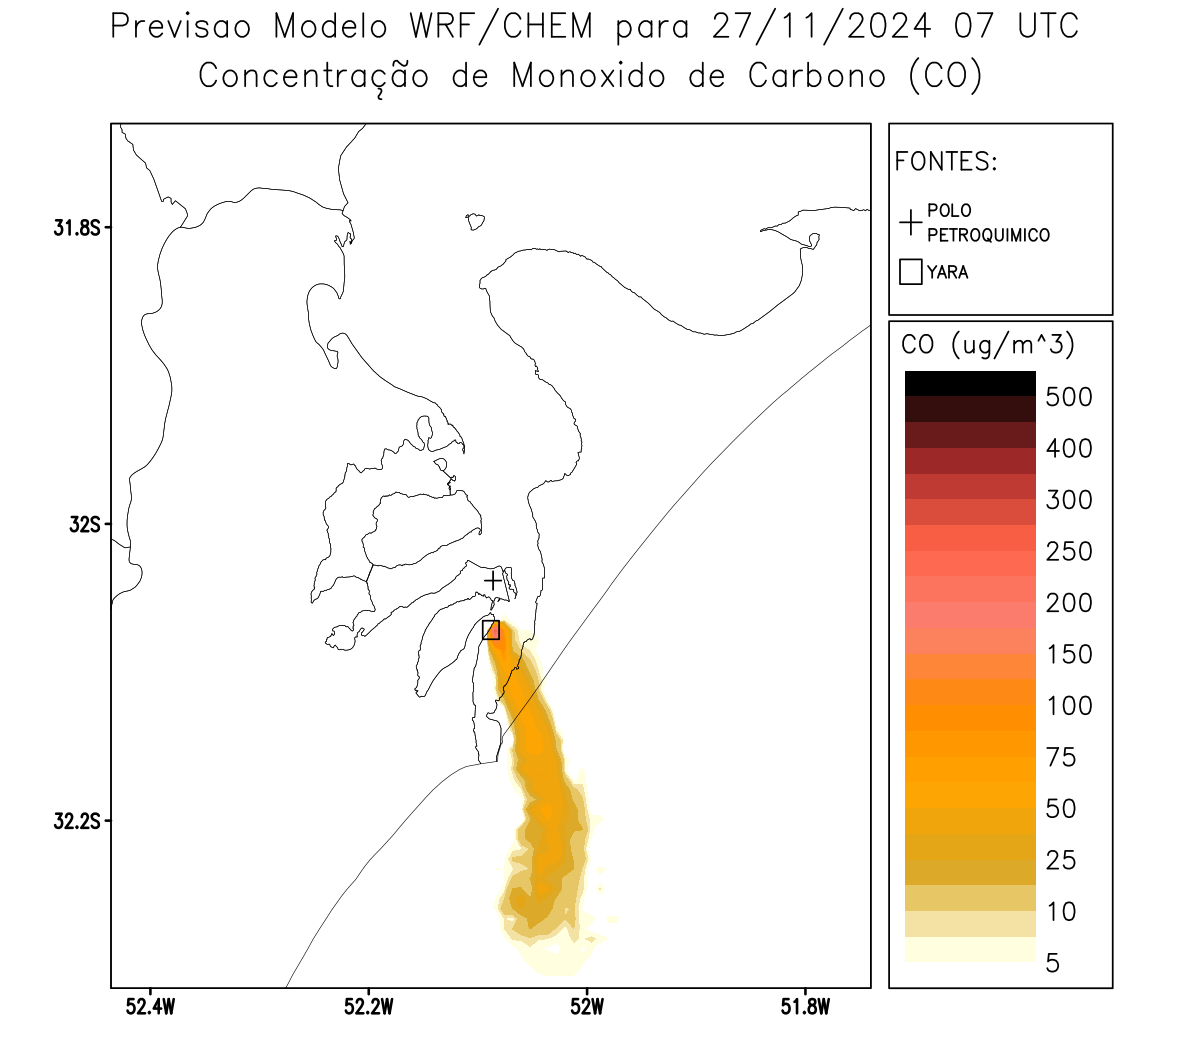 Previsao Modelo WRF/CHEM para 27/11/2024 07 UTC
Concentração de Monoxido de Carbono (CO)
FONTES:
POLO
PETROQUIMICO
YARA
CO (ug/m^3)
500
400
300
250
200
150
100
75
50
25
10
5
31.8S
32S
32.2S
52.4W
52.2W
52W
51.8W